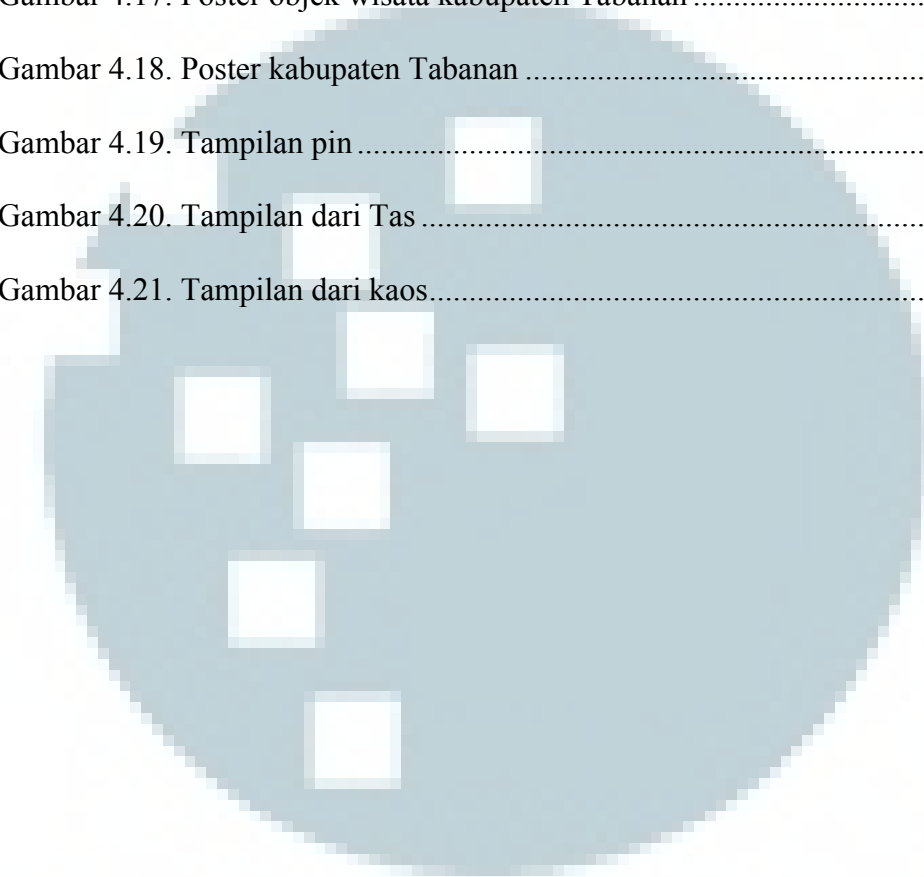 Gambar 4.17. Poster objek wisata kabupaten Tabanan ..............................
Gambar 4.18. Poster kabupaten Tabanan ....................................................
Gambar 4.19. Tampilan pin .........................................................................
Gambar 4.20. Tampilan dari Tas .................................................................
Gambar 4.21. Tampilan dari kaos................................................................